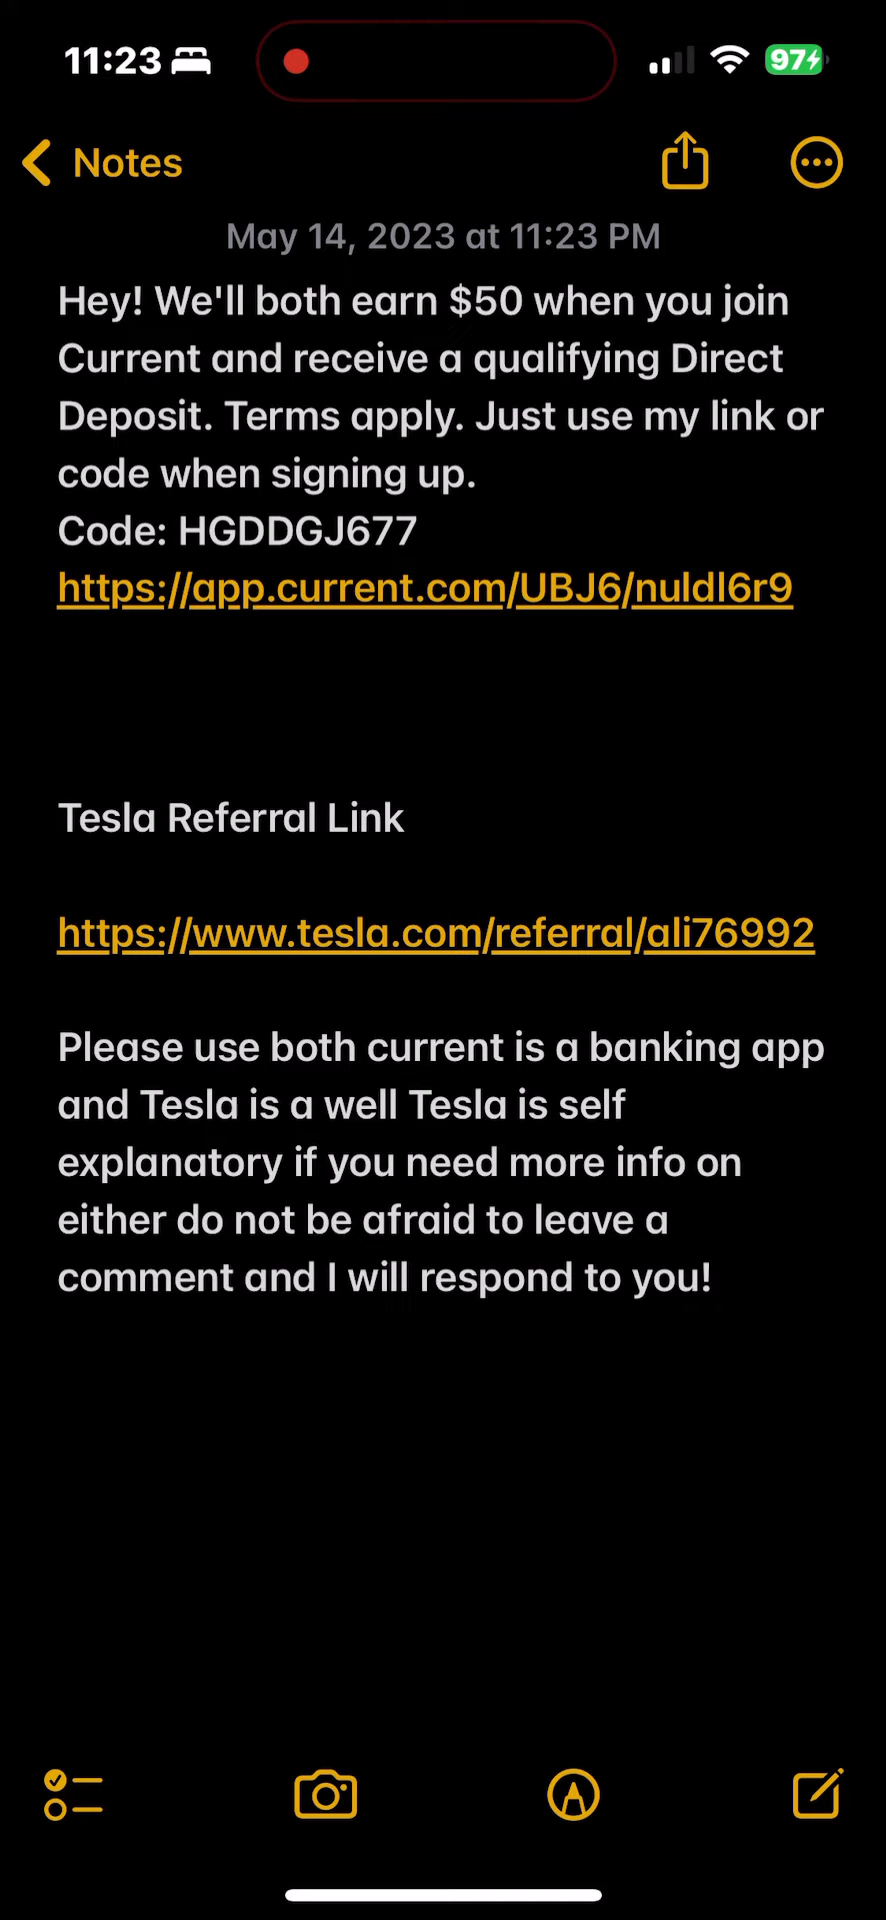 11:23
97
Notes
May 14, 2023 at 11:23 PM
Hey! We'll both earn $50 when you join
Current and receive a qualifying Direct
Deposit. Terms apply. Just use my link or
code when signing up.
Code: HGDDGJ677
https://app.current.com/UBJ6/nuldl6r9
Tesla Referral Link
https://www.tesla.com/referral/ali76992
Please use both current is a banking app
and Tesla is a well Tesla is self
explanatory if you need more info on
either do not be afraid to leave a
comment and I will respond to you!